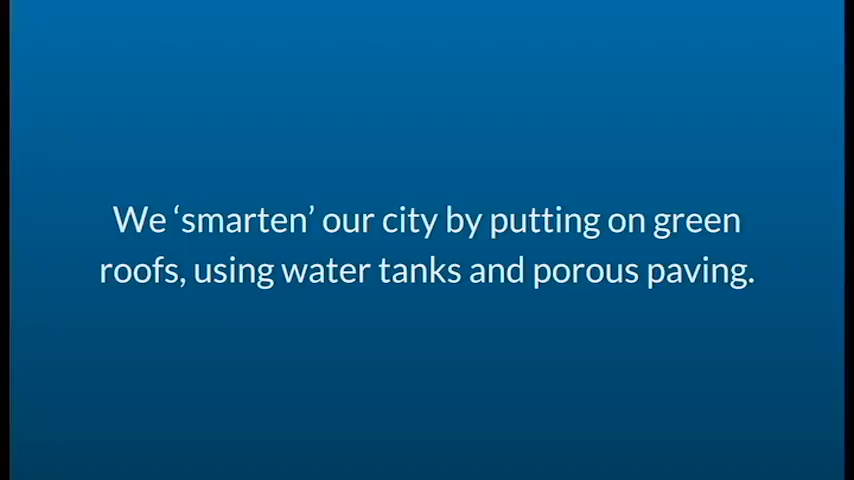 We ‘smarten’ our city by putting on green
roofs, using water tanks and porous paving.